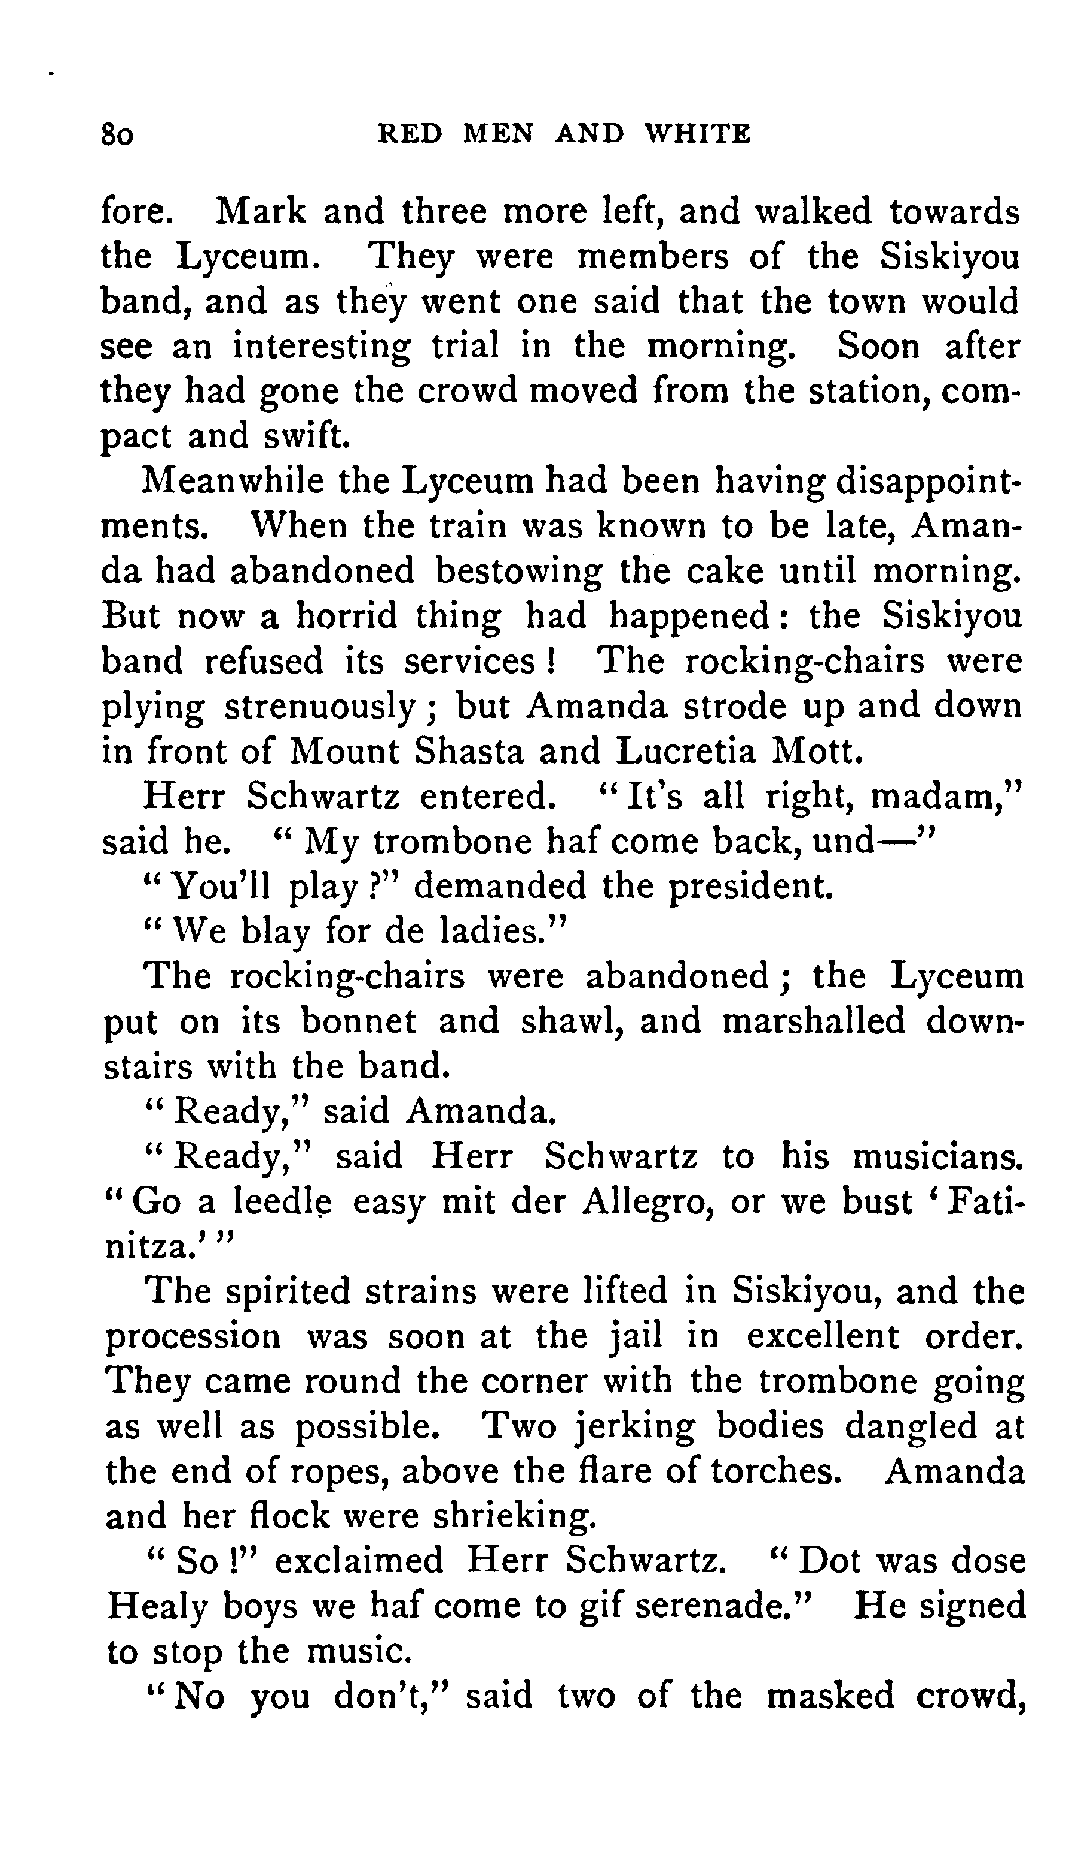 80 RED MEN AND WHITE
fore. Mark and three more left, and walked towards
the Lyceum. They were members of the Siskiyou
band, and as they went one said that the town would
see an interesting trial in the morning. Soon after
they had gone the crowd moved from the station, com-
pact and swift.
Meanwhile the Lyceum had been having disappoint-
ments. When the train was known to be late, Aman-
da had abandoned bestowing the cake until morning.
But now a horrid thing had happened: the Siskiyou
band refused its services! The rocking-chairs were
plying strenuously; but Amanda strode up and down
in front of Mount Shasta and Lucretia Mott.
Herr Schwartz entered. "It's all right, madam,"
said he. "My trombone haf come back, und—"
"You'll play?" demanded the president.
"We blay for de ladies."
The rocking-chairs were abandoned; the Lyceum
put on its bonnet and shawl, and marshalled down-
stairs with the band.
"Ready," said Amanda.
"Ready," said Herr Schwartz to his musicians.
"Go a leedle easy mit der Allegro, or we bust 'Fati-
nitza.'"
The spirited strains were lifted in Siskiyou, and the
procession was soon at the jail in excellent order.
They came round the corner with the trombone going
as well as possible. Two jerking bodies dangled at
the end of ropes, above the flare of torches. Amanda
and her flock were shrieking.
"So!" exclaimed Herr Schwartz. "Dot was dose
Healy boys we haf come to gif serenade." He signed
to stop the music.
"No you don't," said two of the masked crowd,